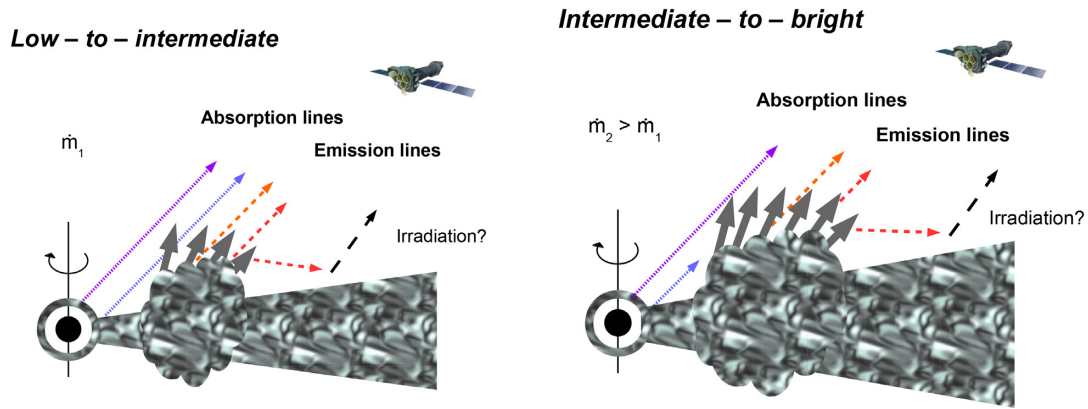 Low – to – intermediate
Absorption lines
ṁ1
Emission lines
Irradiation?
Intermediate – to – bright
Absorption lines
ṁ2 > ṁ1
Emission lines
Irradiation?